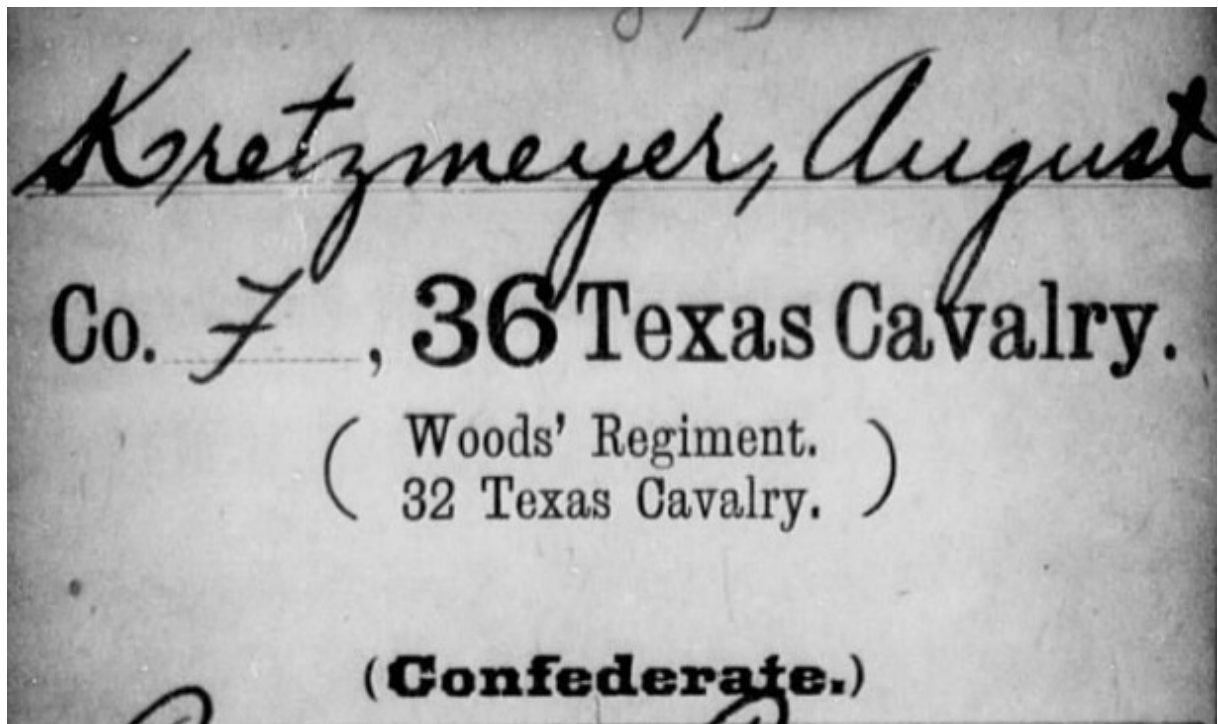 Kretzmeyer, August
Co. F, 36 Texas Cavalry.
( Woods' Regiment.
32 Texas Cavalry. )
(Confederate.)